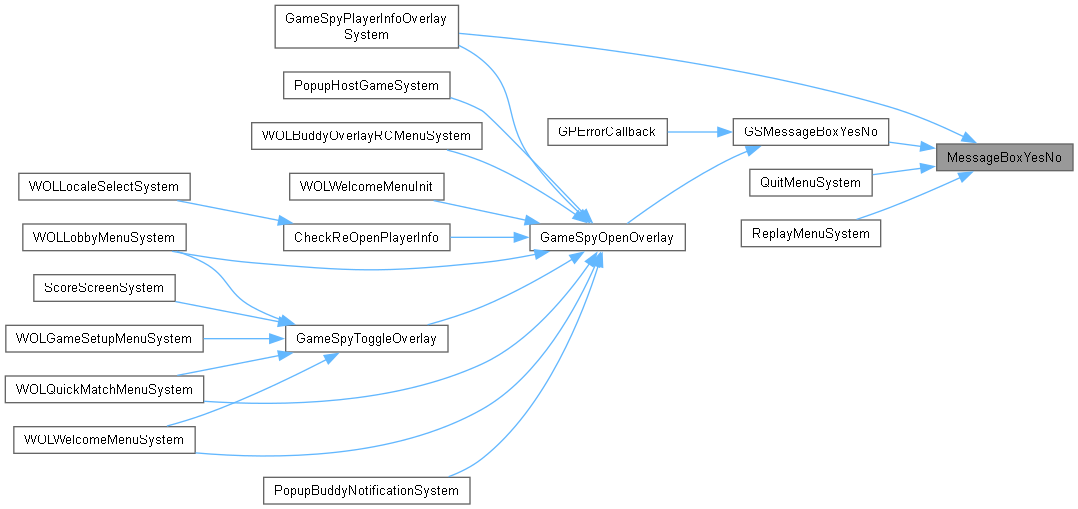 GameSpyPlayerInfoOverlay
System
PopupHostGameSystem
WOLBuddyOverlayRCMenuSystem
GPErrorCallback
GSMessageBoxYesNo
MessageBoxYesNo
WOLLocaleSelectSystem
WOLWelcomeMenuInit
QuitMenuSystem
WOLLobbyMenuSystem
CheckReOpenPlayerInfo
GameSpyOpenOverlay
ReplayMenuSystem
ScoreScreenSystem
WOLGameSetupMenuSystem
GameSpyToggleOverlay
WOLQuickMatchMenuSystem
WOLWelcomeMenuSystem
PopupBuddyNotificationSystem